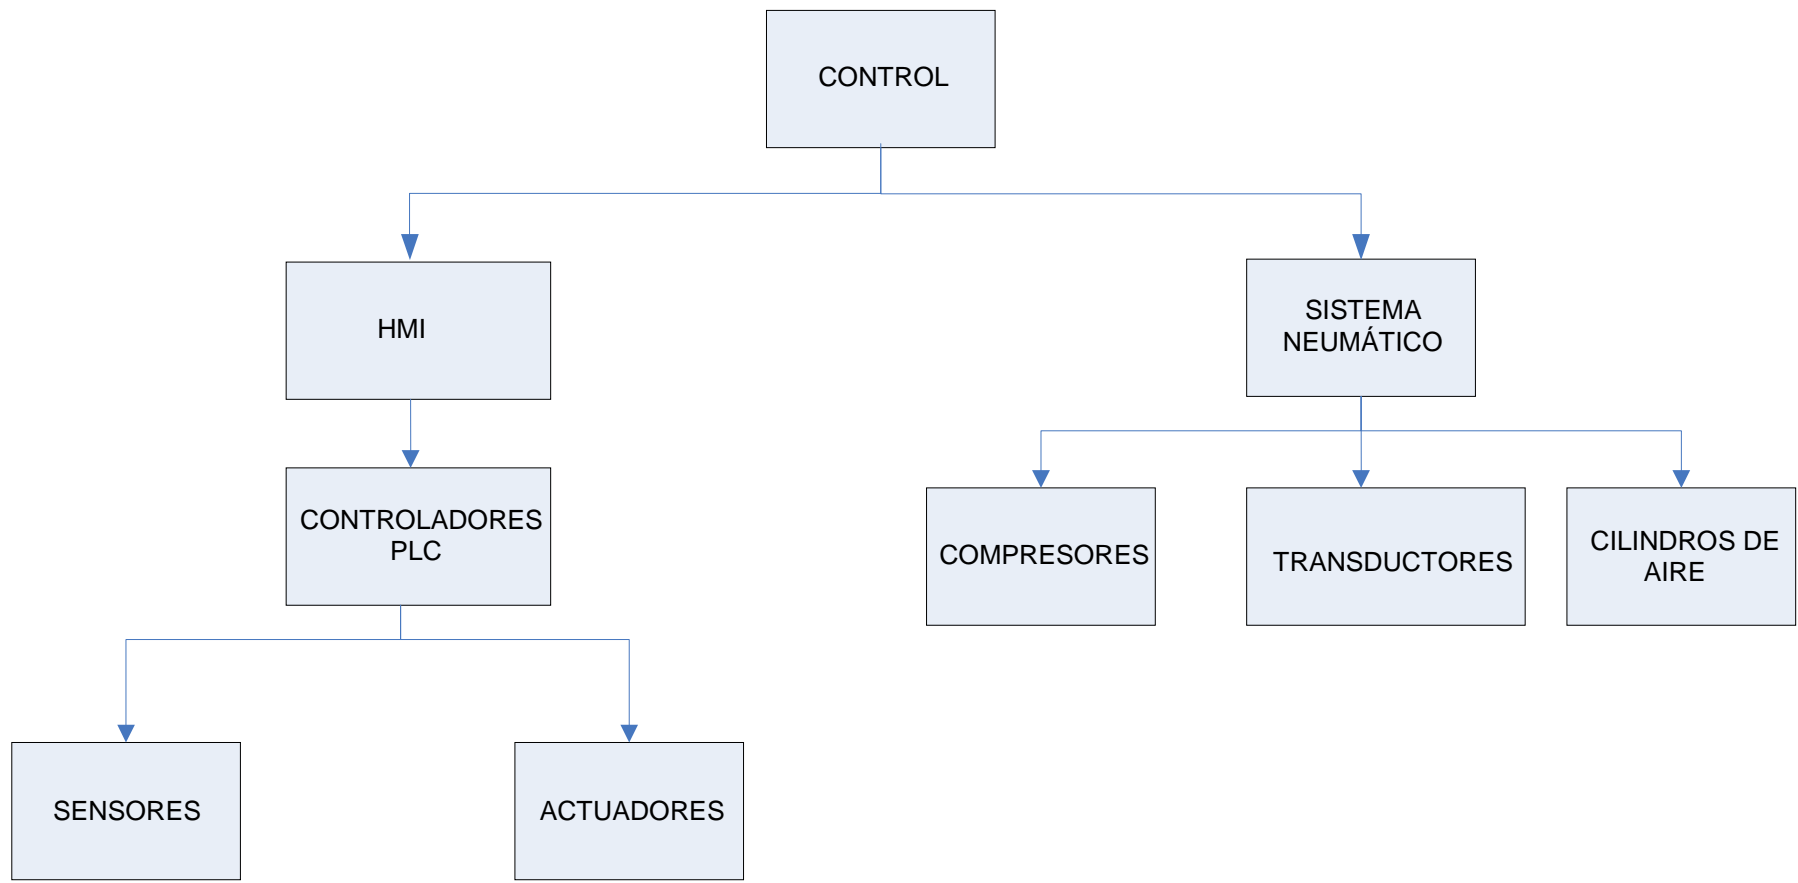 CONTROL
HMI
SISTEMA
NEUMÁTICO
CONTROLADORES
PLC
COMPRESORES
TRANSDUCTORES
CILINDROS DE
AIRE
SENSORES
ACTUADORES